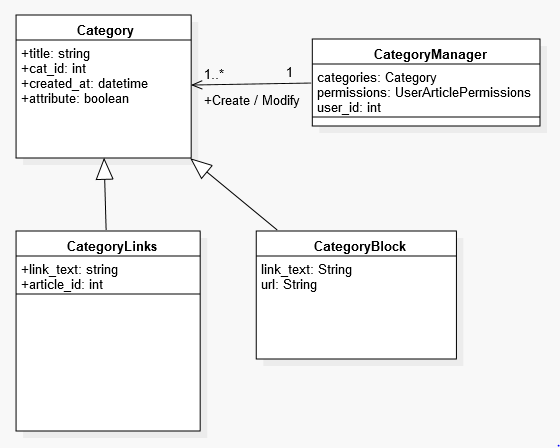 Category
+title: string
+cat_id: int
+created_at: datetime
+attribute: boolean
1..*
1
+Create / Modify
CategoryManager
categories: Category
permissions: UserArticlePermissions
user_id: int
CategoryLinks
+link_text: string
+article_id: int
CategoryBlock
link_text: String
url: String